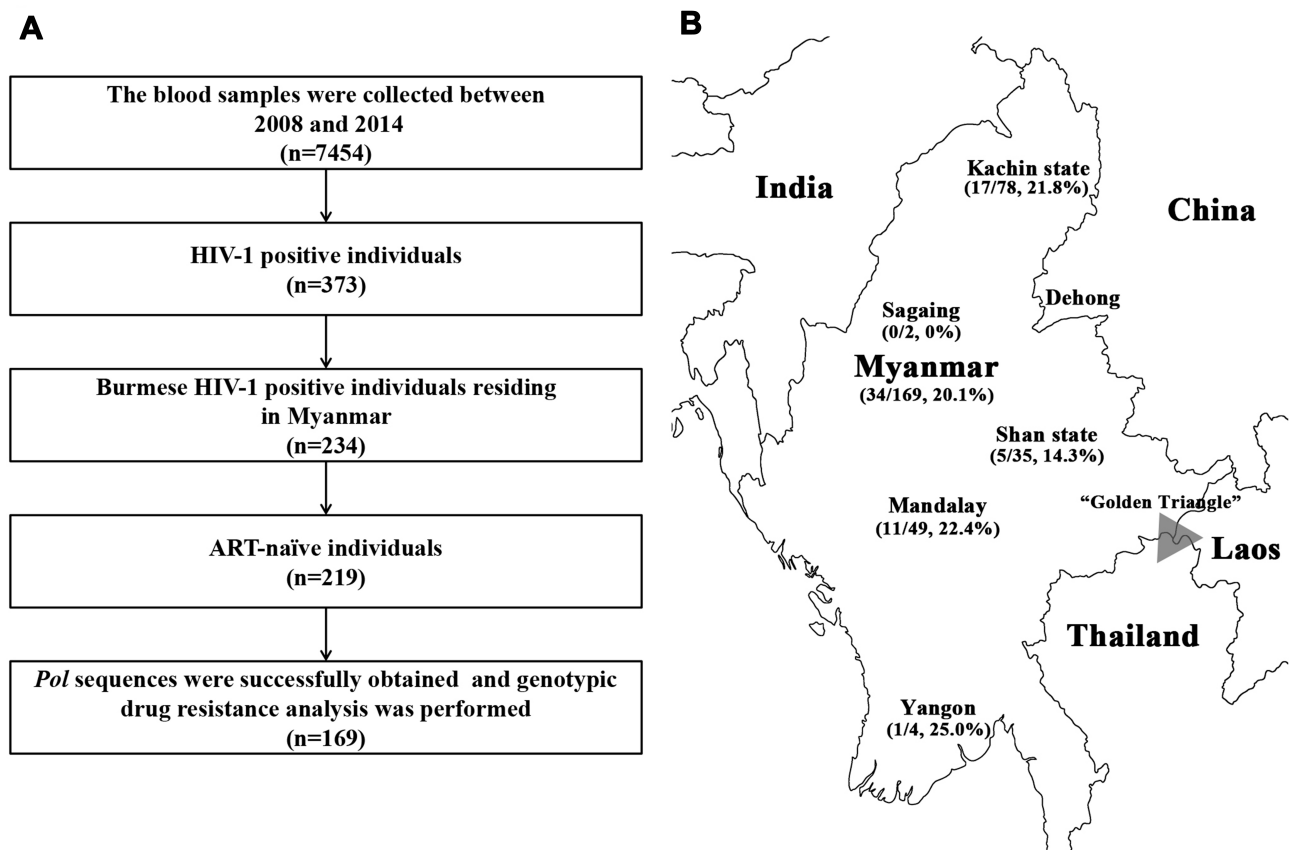 A
The blood samples were collected between
2008 and 2014
(n=7454)
HIV-1 positive individuals
(n=373)
Burmese HIV-1 positive individuals residing
in Myanmar
(n=234)
ART-naïve individuals
(n=219)
Pol sequences were successfully obtained and genotypic
drug resistance analysis was performed
(n=169)
B
Kachin state
(17/78, 21.8%)
India
China
Dehong
Sagaing
(0/2, 0%)
Myanmar
(34/169, 20.1%)
Shan state
(5/35, 14.3%)
"Golden Triangle"
Mandalay
(11/49, 22.4%)
Laos
Thailand
Yangon
(1/4, 25.0%)